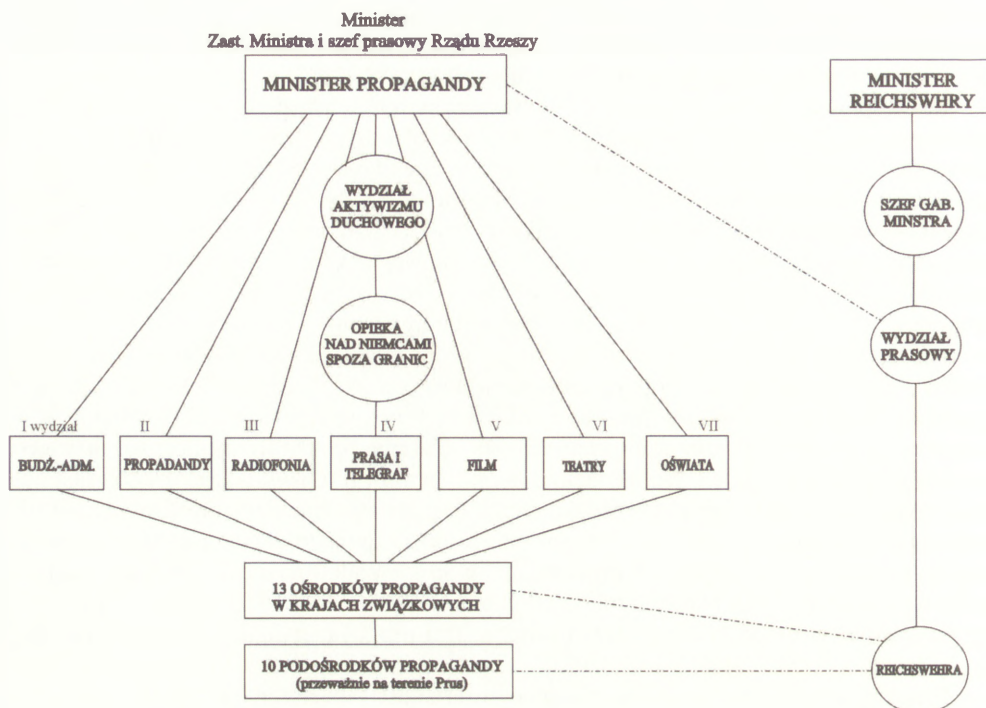 Minister
Zast. Ministra i szef prasowy Rządu Rzeszy
MINISTER PROPAGANDY
MINISTER
REICHSWHRY
WYDZIAŁ
AKTYWIZMU
DUCHOWEGO
SZEF GAB.
MINSTRA
OPIEKA
NAD NIEMCAMI
SPOZA GRANIC
WYDZIAŁ
PRASOWY
I wydział
II
III
IV
V
VI
VII
BUDŻ.-ADM.
PROPADANDY
RADIOFONIA
PRASA I
TELEGRAF
FILM
TEATRY
OŚWIATA
13 OŚRODKÓW PROPAGANDY
W KRAJACH ZWIĄZKOWYCH
10 PODOŚRODKÓW PROPAGANDY
(przeważnie na terenie Prus)
REICHSWEHRA